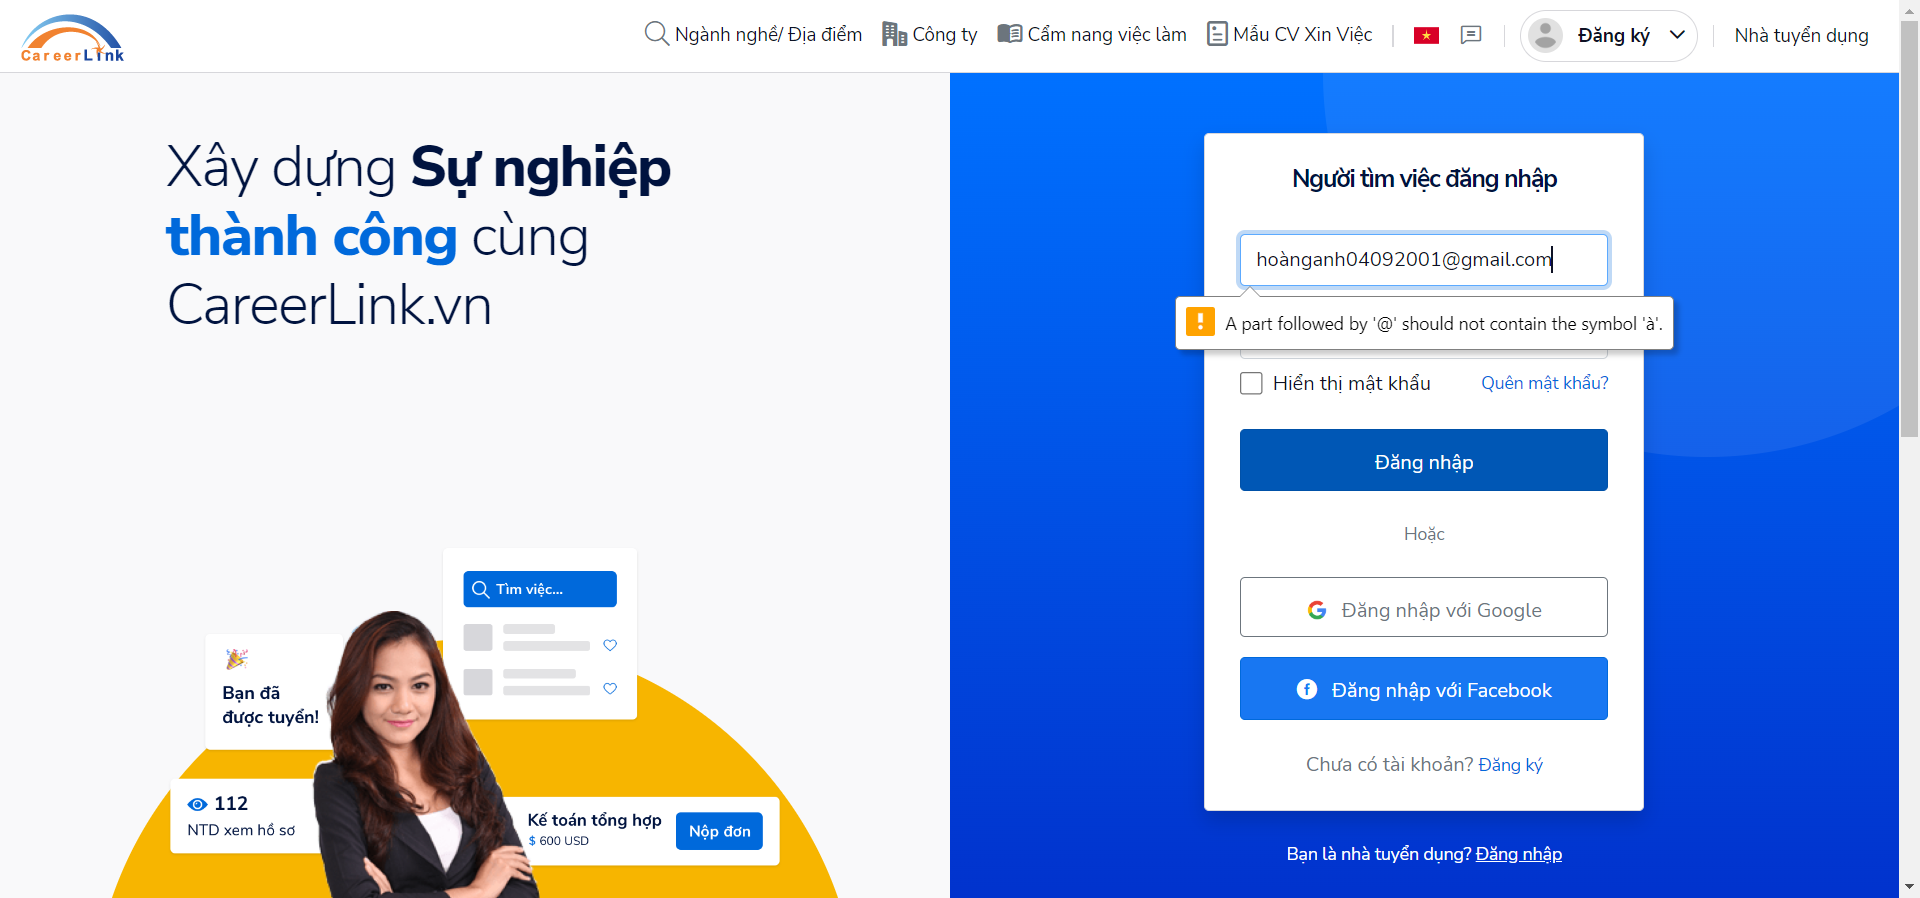 CareerLink
Ngành nghề/ Địa điểm
Công ty
Cẩm nang việc làm
Mẫu CV Xin Việc
Đăng ký
Nhà tuyển dụng
Xây dựng Sự nghiệp
thành công cùng
CareerLink.vn
Tìm việc...
Bạn đã
được tuyển!
112
NTD xem hồ sơ
Kế toán tổng hợp
$ 600 USD
Nộp đơn
Người tìm việc đăng nhập
hoànganh04092001@gmail.com
A part followed by '@' should not contain the symbol 'à'.
Hiển thị mật khẩu
Quên mật khẩu?
Đăng nhập
Hoặc
Đăng nhập với Google
Đăng nhập với Facebook
Chưa có tài khoản? Đăng ký
Bạn là nhà tuyển dụng? Đăng nhập